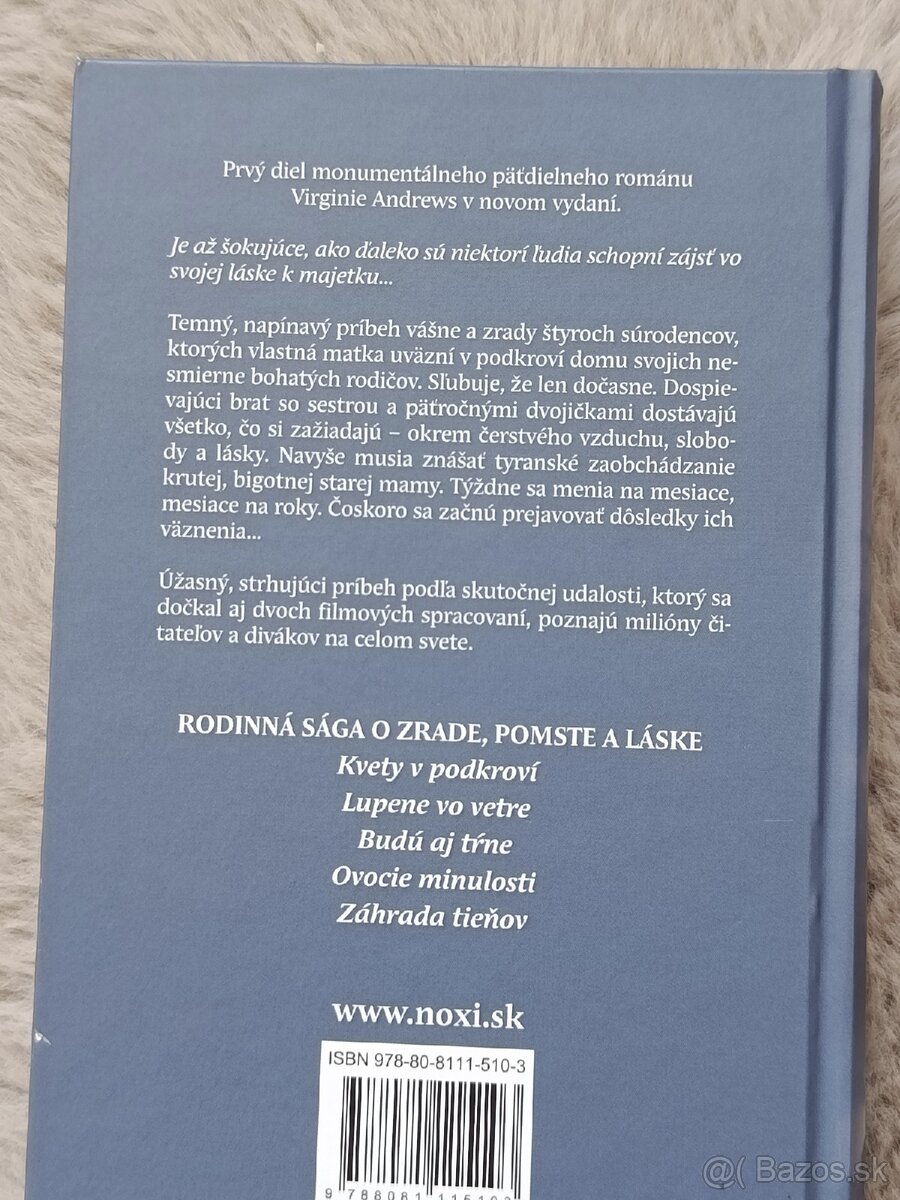 Prvý diel monumentálneho päťdielneho románu
Virginie Andrews v novom vydaní.
Je až šokujúce, ako ďaleko sú niektorí ľudia schopní zájsť vo
svojej láske k majetku...
Temný, napínavý príbeh vášne a zrady štyroch súrodencov,
ktorých vlastná matka uväzní v podkroví domu svojich ne-
smierne bohatých rodičov. Sľubuje, že len dočasne. Dospie-
vajúci brat so sestrou a päťročnými dvojičkami dostávajú
všetko, čo si zažiadajú – okrem čerstvého vzduchu, slobo-
dy a lásky. Navyše musia znášať tyranské zaobchádzanie
krutej, bigotnej starej mamy. Týždne sa menia na mesiace,
mesiace na roky. Čoskoro sa začnú prejavovať dôsledky ich
väznenia...
Úžasný, strhujúci príbeh podľa skutočnej udalosti, ktorý sa
dočkal aj dvoch filmových spracovaní, poznajú milióny či-
tateľov a divákov na celom svete.
RODINNÁ SÁGA O ZRADE, POMSTE A LÁSKE
Kvety v podkroví
Lupene vo vetre
Budú aj tŕne
Ovocie minulosti
Záhrada tieňov
www.noxi.sk
ISBN 978-80-8111-510-3
9 788081 115103
@( Bazos.sk